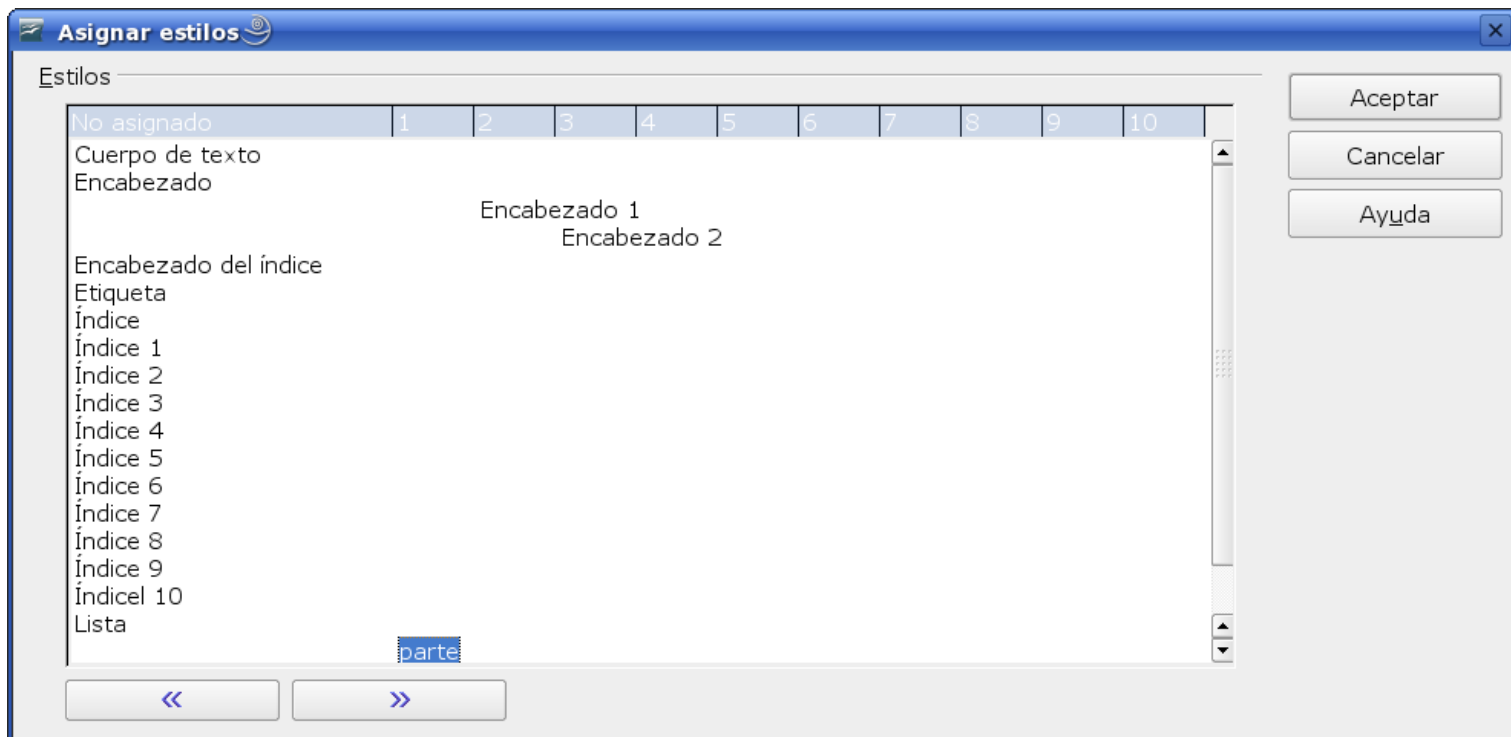 Asignar estilos
Estilos
No asignado 1 2 3 4 5 6 7 8 9 10
Cuerpo de texto
Encabezado
Encabezado 1
Encabezado 2
Encabezado del índice
Etiqueta
Índice
Índice 1
Índice 2
Índice 3
Índice 4
Índice 5
Índice 6
Índice 7
Índice 8
Índice 9
Índicel 10
Lista
parte
« »
Aceptar
Cancelar
Ayuda